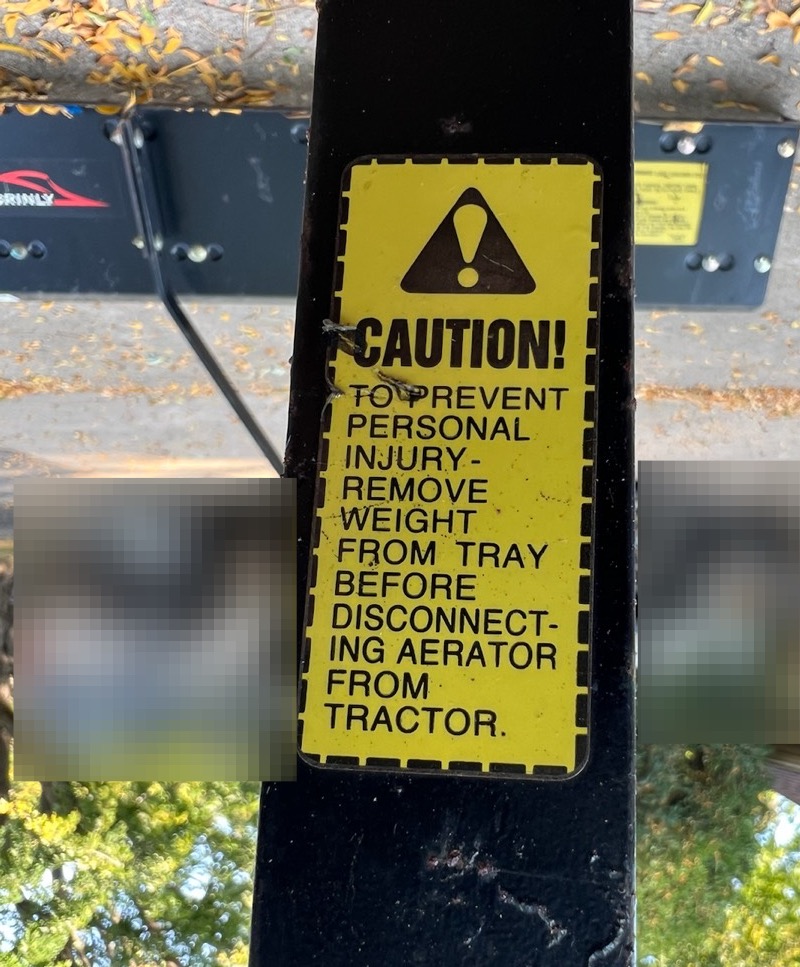 BRINLY
CAUTION!
TO PREVENT
PERSONAL
INJURY-
REMOVE
WEIGHT
FROM TRAY
BEFORE
DISCONNECT-
ING AERATOR
FROM
TRACTOR.